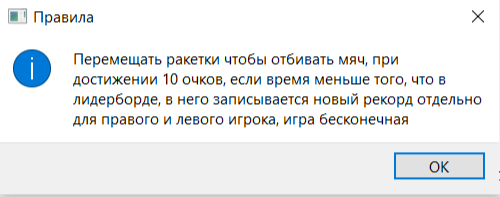 Правила
Перемещать ракетки чтобы отбивать мяч, при
достижении 10 очков, если время меньше того, что в
лидерборде, в него записывается новый рекорд отдельно
для правого и левого игрока, игра бесконечная
ОК